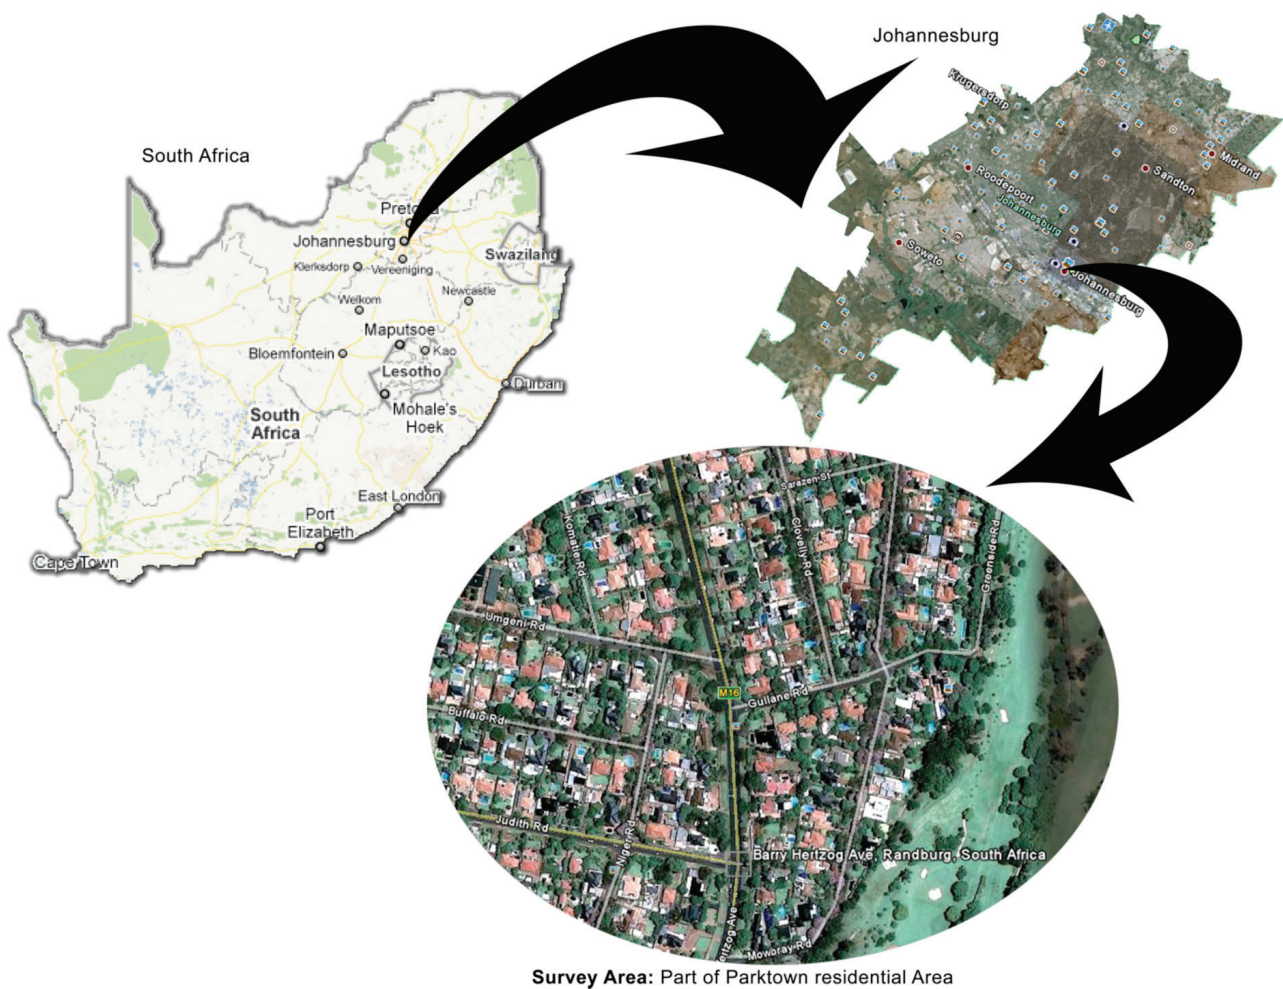 South Africa
Pretoria
Johannesburg
Klerksdorp
Vereeniging
Swaziland
Welkom
Newcastle
Maputsoe
Bloemfontein
Kao
Lesotho
Durban
Mohale's
Hoek
South
Africa
East London
Port
Elizabeth
Cape Town
Johannesburg
Krugersdorp
Midrand
Sandton
Roodepoort
Johannesburg
Soweto
Johannesburg
Sarazen St
Komatie Rd
Clovelly Rd
Greenside Rd
Umgeni Rd
M16
Gullane Rd
Buffalo Rd
Judith Rd
Niger Rd
Barry Hertzog Ave, Randburg, South Africa
ertzog Ave
Mowbray Rd
Survey Area: Part of Parktown residential Area